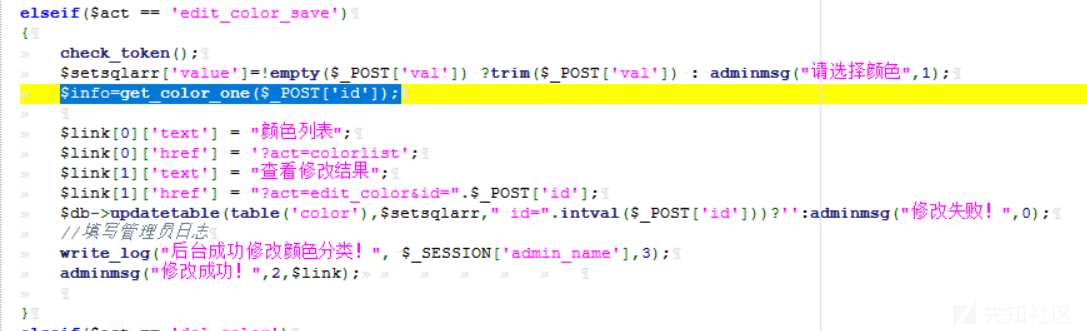 elseif($act == 'edit_color_save')
{
check_token();
$setsqlarr['value']=!empty($_POST['val']) ?trim($_POST['val']) : adminmsg("请选择颜色",1);
$info=get_color_one($_POST['id']);
$link[0]['text'] = "颜色列表";
$link[0]['href'] = '?act=colorlist';
$link[1]['text'] = "查看修改结果";
$link[1]['href'] = "?act=edit_color&id=".$_POST['id'];
$db->updatetable(table('color'),$setsqlarr," id=".intval($_POST['id']))?'':adminmsg("修改失败！",0);
//填写管理员日志
write_log("后台成功修改颜色分类！", $_SESSION['admin_name'],3);
adminmsg("修改成功！",2,$link);
}
elseif($act == 'del_color')
先知社区